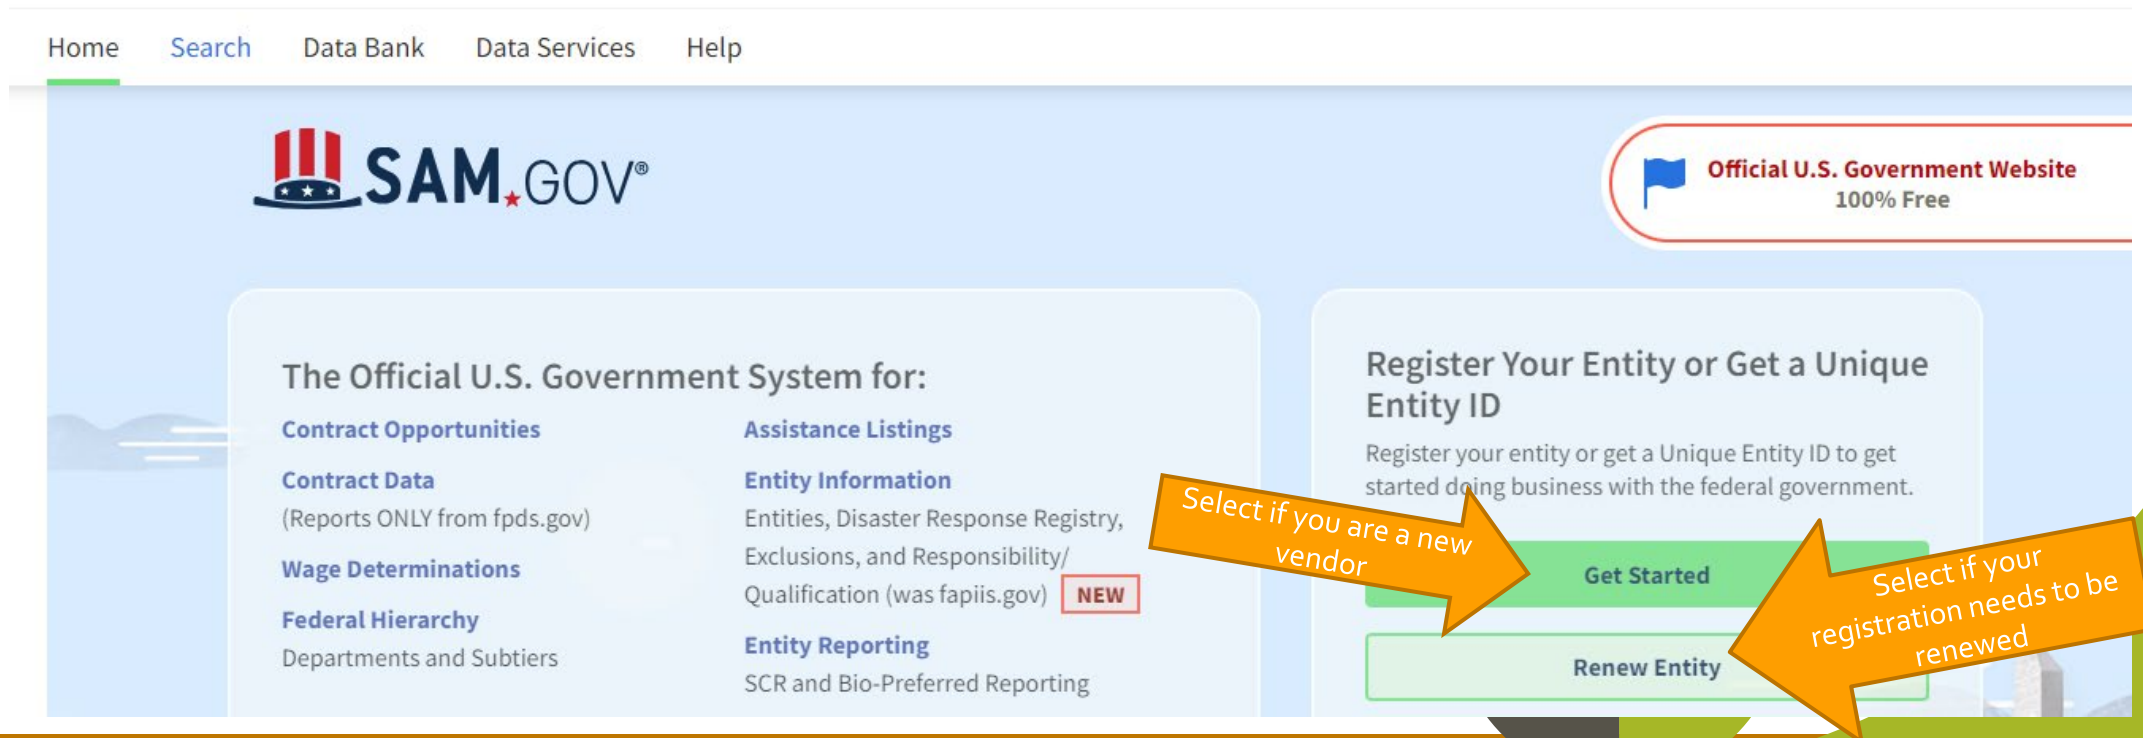 Home Search Data Bank Data Services Help
SAM.GOV®
Official U.S. Government Website
100% Free
The Official U.S. Government System for:
Contract Opportunities
Contract Data
(Reports ONLY from fpds.gov)
Wage Determinations
Federal Hierarchy
Departments and Subtiers
Assistance Listings
Entity Information
Entities, Disaster Response Registry,
Exclusions, and Responsibility/
Qualification (was fapiis.gov) NEW
Entity Reporting
SCR and Bio-Preferred Reporting
Register Your Entity or Get a Unique
Entity ID
Register your entity or get a Unique Entity ID to get
started doing business with the federal government.
Select if you are a new
vendor
Get Started
Select if your
registration needs to be
renewed
Renew Entity